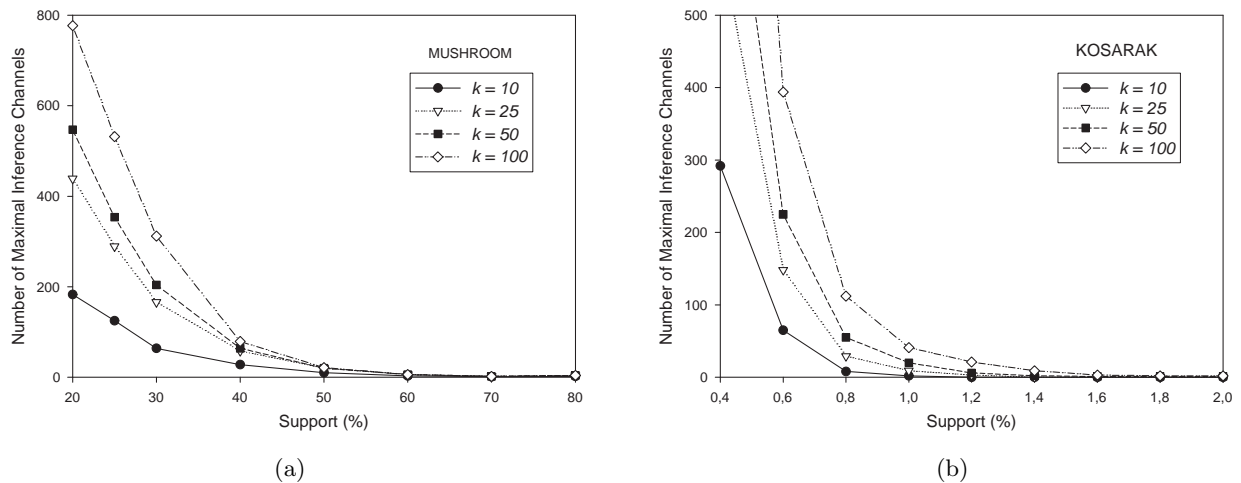 MUSHROOM
k = 10
k = 25
k = 50
k = 100
Number of Maximal Inference Channels
800
600
400
200
0
20 30 40 50 60 70 80
Support (%)
(a)
KOSARAK
k = 10
k = 25
k = 50
k = 100
Number of Maximal Inference Channels
500
400
300
200
100
0
0,4 0,6 0,8 1,0 1,2 1,4 1,6 1,8 2,0
Support (%)
(b)